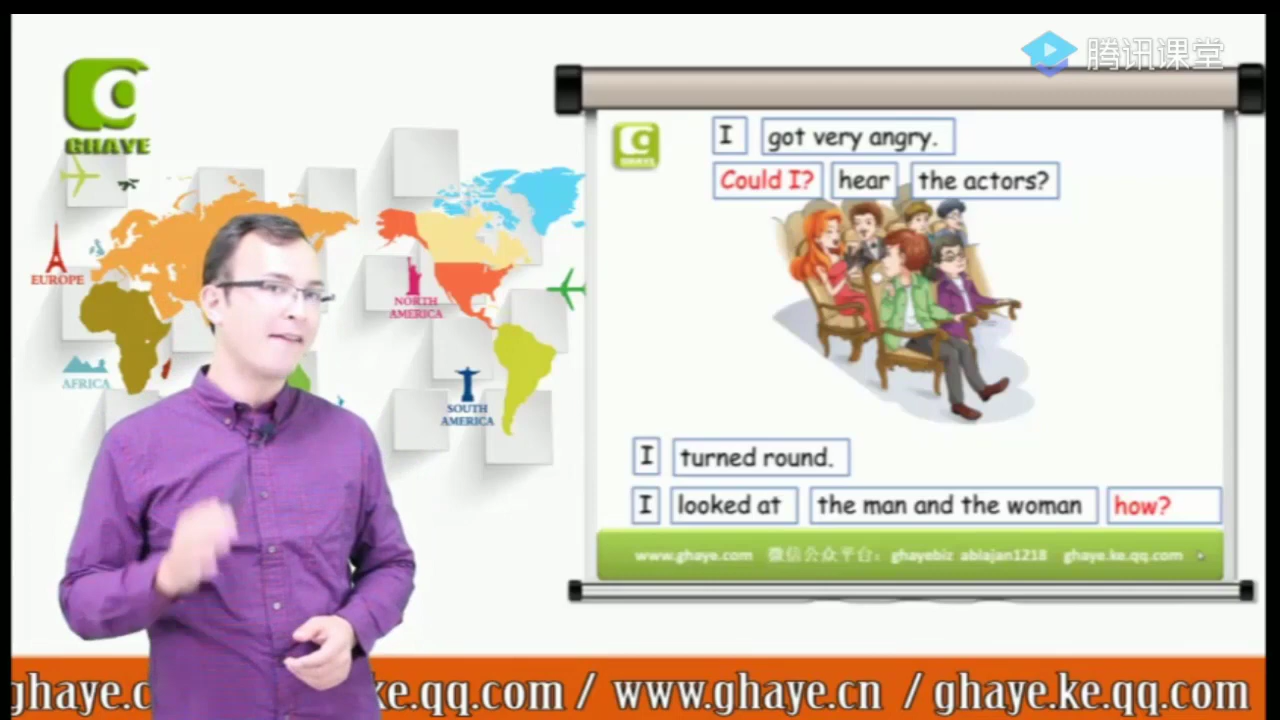 腾讯课堂
GHAYE
GHAYE
I got very angry.
Could I? hear the actors?
EUROPE
NORTH AMERICA
AFRICA
SOUTH AMERICA
I turned round.
I looked at the man and the woman how?
www.ghaye.com 微信公众平台: ghayebiz ablajan1218 ghaye.ke.qq.com
ghaye.c ke.qq.com / www.ghaye.cn / ghaye.ke.qq.com